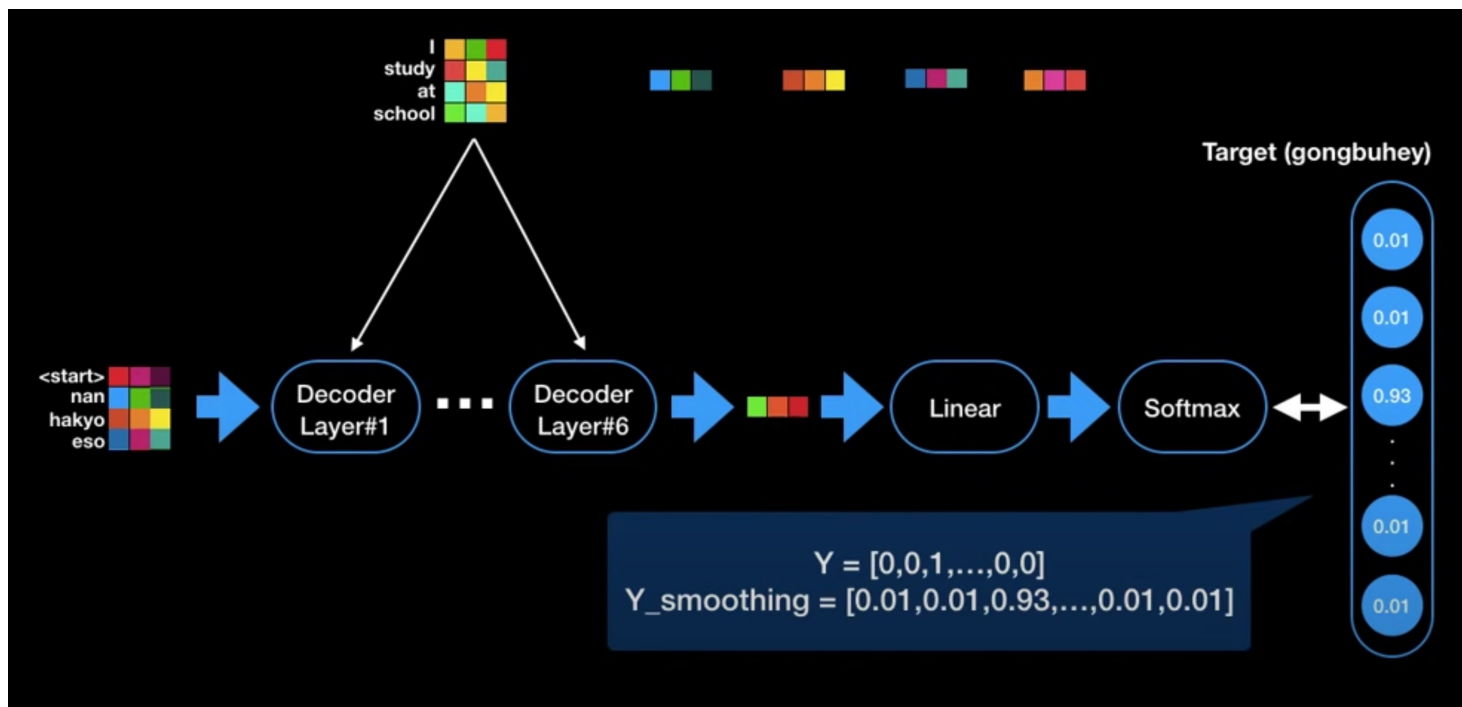 I
study
at
school
Target (gongbuhey)
0.01
0.01
0.93
.
.
.
0.01
0.01
<start>
nan
hakyo
eso
Decoder
Layer#1
...
Decoder
Layer#6
Linear
Softmax
Y = [0,0,1,...,0,0]
Y_smoothing = [0.01,0.01,0.93,...,0.01,0.01]